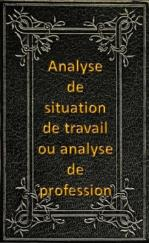 Analyse
de
situation
de travail
ou analyse
de
profession